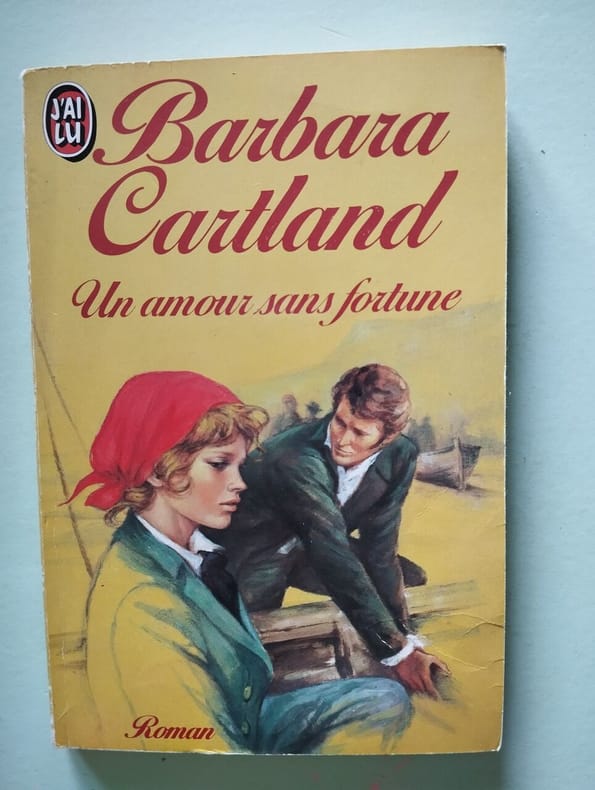 J'AI
LU
Barbara
Cartland
Un amour sans fortune
Roman